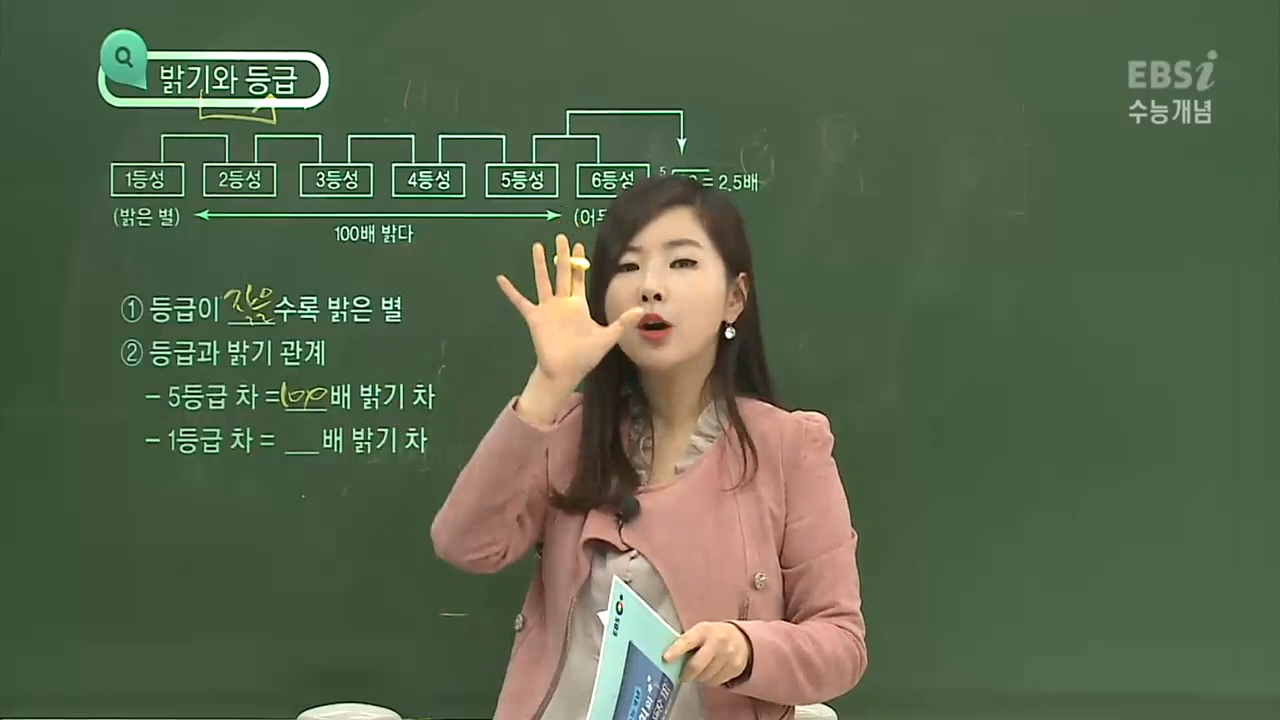 밝기와 등급
EBSi
수능개념
1등성 2등성 3등성 4등성 5등성 6등성 = 2.5배
(밝은 별)
100배 밝다
① 등급이 작을수록 밝은 별
② 등급과 밝기 관계
- 5등급 차 = 100배 밝기 차
- 1등급 차 = __배 밝기 차
EBS